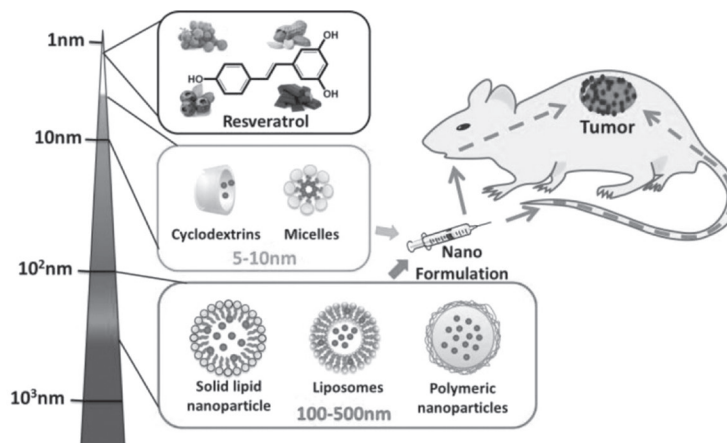 1nm
10nm
10²nm
10³nm
OH
HO
OH
Resveratrol
Cyclodextrins Micelles
5-10nm
Solid lipid
nanoparticle
Liposomes
Polymeric
nanoparticles
100-500nm
Nano
Formulation
Tumor